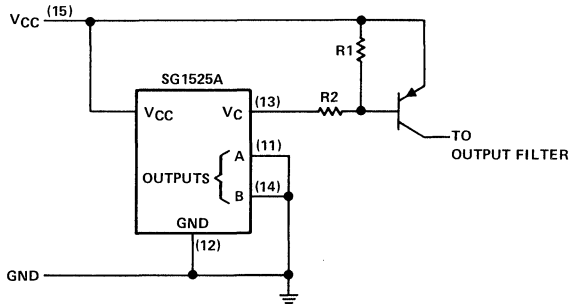 VCC (15)
R1
SG1525A
R2
VCC
VC
(13)
A
(11)
TO
OUTPUT FILTER
OUTPUTS
B
(14)
GND
(12)
GND